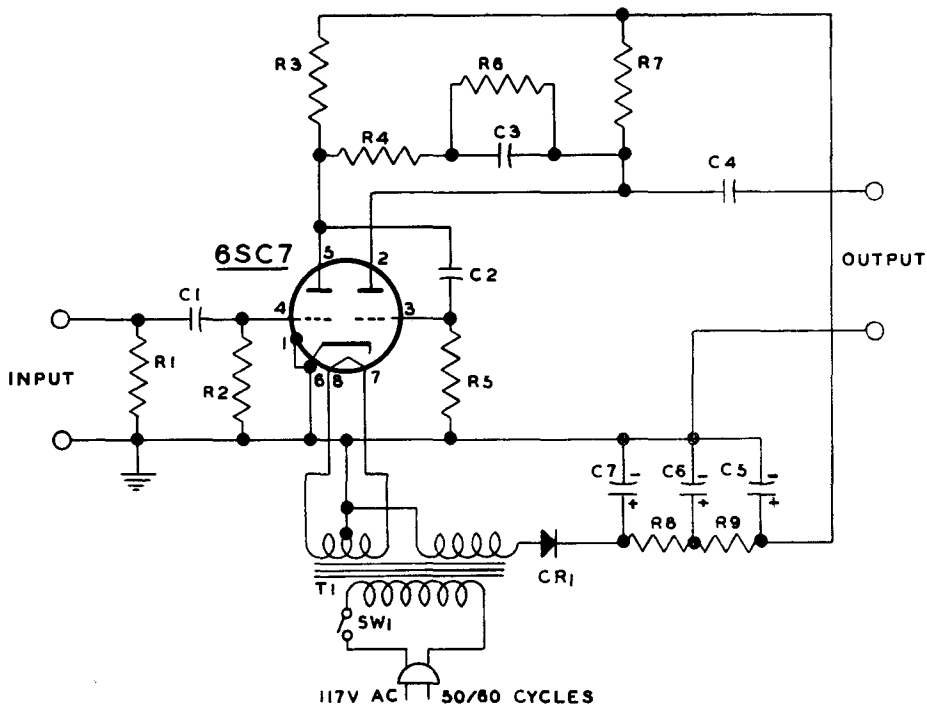 R3
R6
R7
R4
C3
C4
6SC7
5
2
C2
OUTPUT
C1
4
3
1
R1
INPUT
R2
6
8
7
R5
C7
-
+
C6
-
+
C5
-
+
R8
R9
T1
CR1
SW1
117V AC
50/60 CYCLES